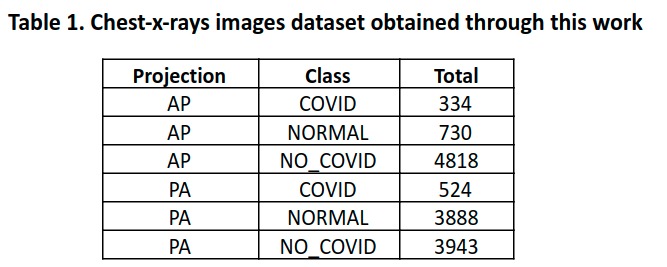 Table 1. Chest-x-rays images dataset obtained through this work
Projection Class Total
AP COVID 334
AP NORMAL 730
AP NO_COVID 4818
PA COVID 524
PA NORMAL 3888
PA NO_COVID 3943